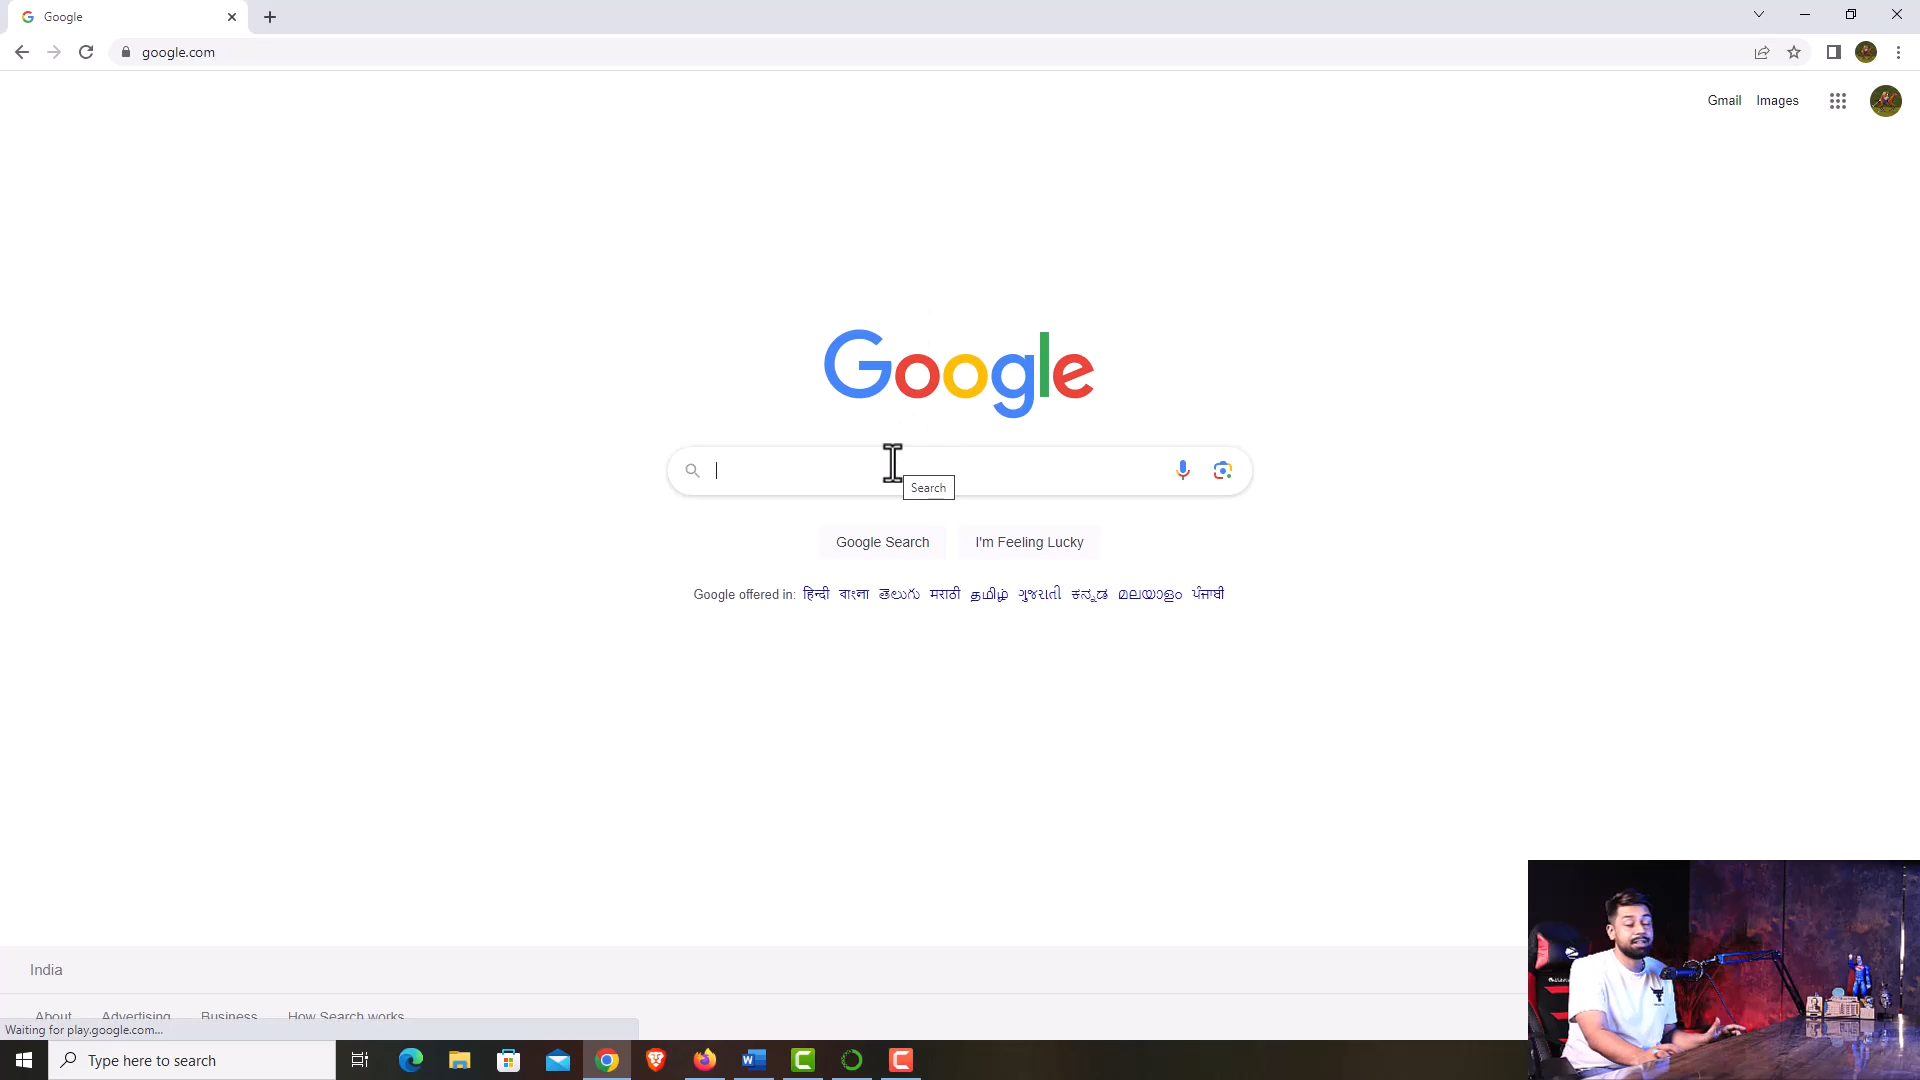 Google
google.com
Gmail Images
Google
Search
Google Search I'm Feeling Lucky
Google offered in: हिन्दी বাংলা తెలుగు मराठी தமிழ் ગુજરાતી ಕನ್ನಡ മലയാളം ਪੰਜਾਬੀ
India
About Advertising Business How Search works
Waiting for play.google.com...
Type here to search